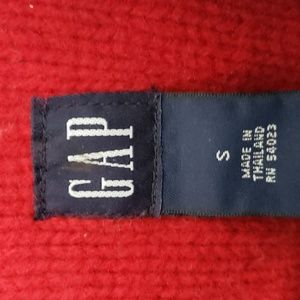 GAP
S
MADE IN
THAILAND
RN 54023